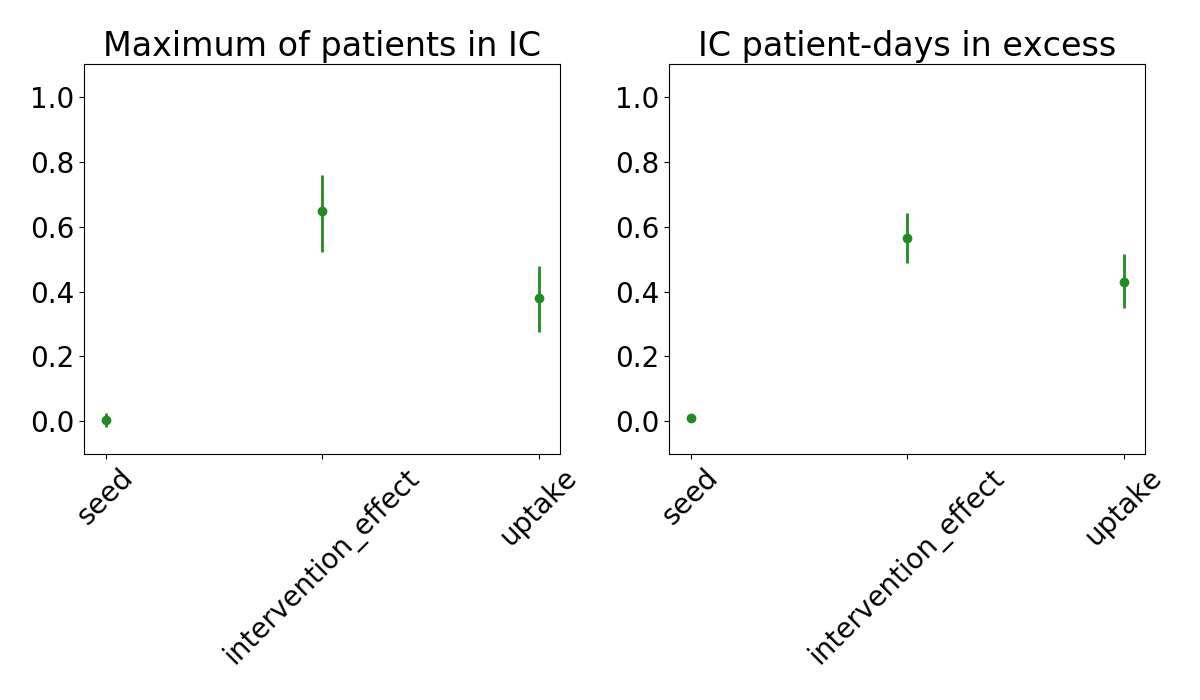 Maximum of patients in IC
1.0
0.8
0.6
0.4
0.2
0.0
seed
intervention_effect
uptake
IC patient-days in excess
1.0
0.8
0.6
0.4
0.2
0.0
seed
intervention_effect
uptake